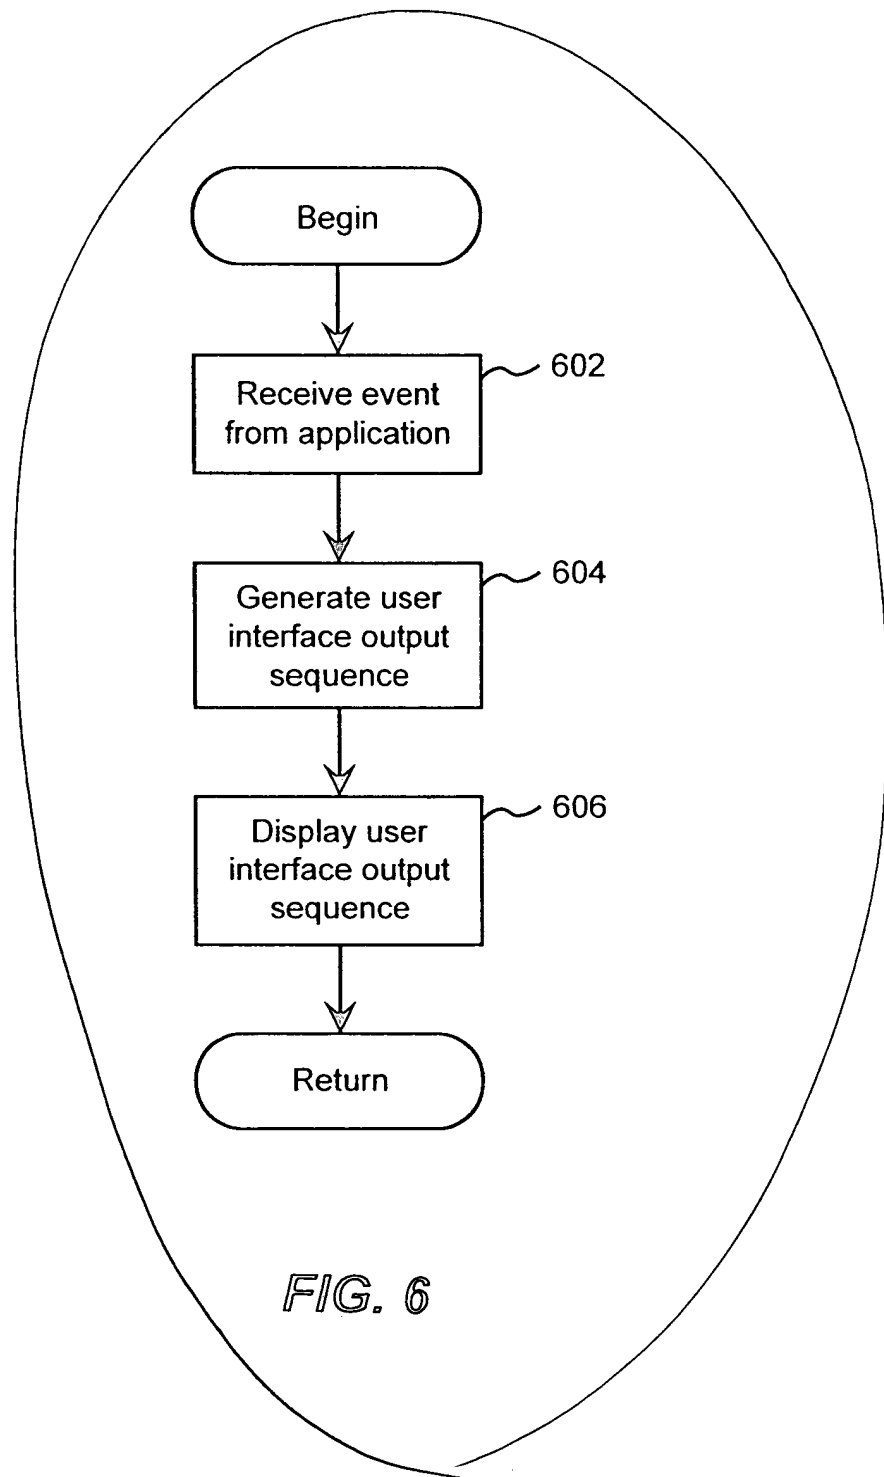 Begin
602
Receive event
from application
604
Generate user
interface output
sequence
606
Display user
interface output
sequence
Return
FIG. 6